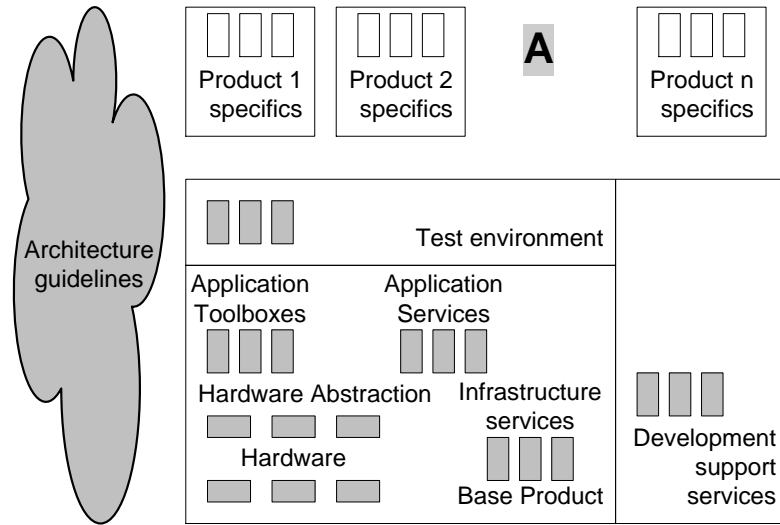 A
Product 1
specifics
Product 2
specifics
Product n
specifics
Architecture
guidelines
Test environment
Application
Toolboxes
Application
Services
Hardware Abstraction
Infrastructure
services
Hardware
Base Product
Development
support
services